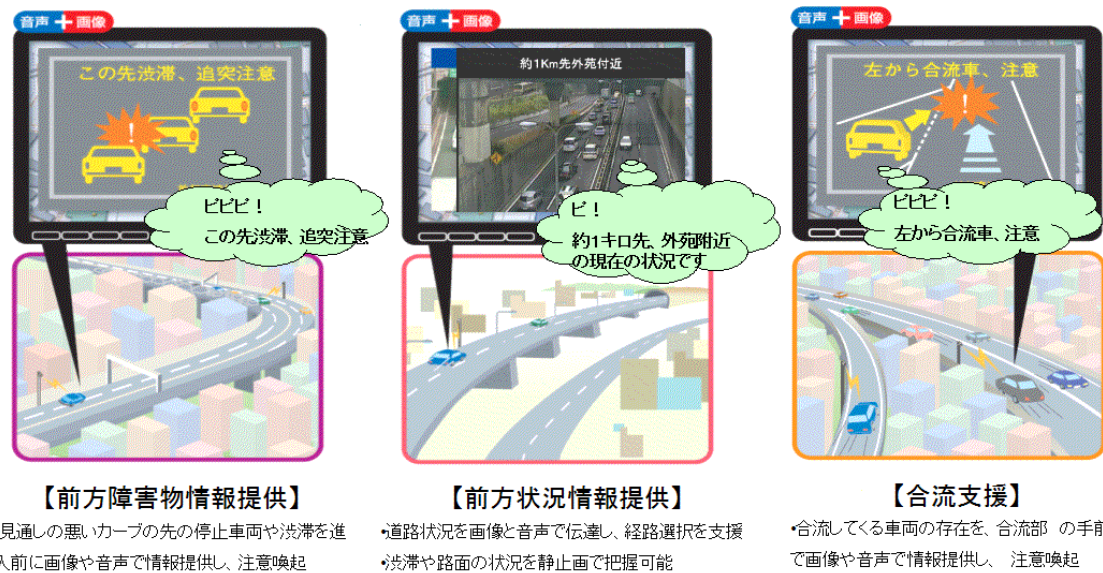 音声＋画像
この先渋滞、追突注意
ビビビ！
この先渋滞、追突注意
【前方障害物情報提供】
見通しの悪いカーブの先の停止車両や渋滞を進
入前に画像や音声で情報提供し、注意喚起
音声＋画像
約1Km先外苑付近
ピ！
約1キロ先、外苑附近
の現在の状況です
【前方状況情報提供】
•道路状況を画像と音声で伝達し、経路選択を支援
•渋滞や路面の状況を静止画で把握可能
音声＋画像
左から合流車、注意
ビビビ！
左から合流車、注意
【合流支援】
•合流してくる車両の存在を、合流部 の手前
で画像や音声で情報提供し、 注意喚起